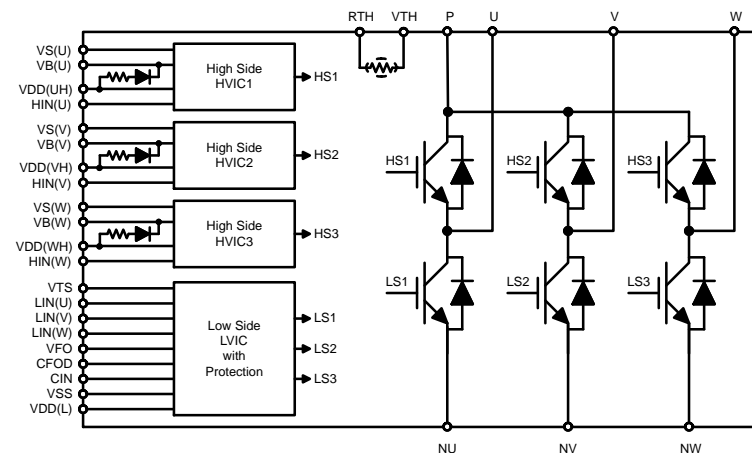 RTH VTH P U V W
VS(U)
VB(U)
VDD(UH)
HIN(U)
High Side
HVIC1
HS1
VS(V)
VB(V)
VDD(VH)
HIN(V)
High Side
HVIC2
HS2
VS(W)
VB(W)
VDD(WH)
HIN(W)
High Side
HVIC3
HS3
VTS
LIN(U)
LIN(V)
LIN(W)
VFO
CFOD
CIN
VSS
VDD(L)
Low Side
LVIC
with
Protection
LS1
LS2
LS3
HS1 HS2 HS3
LS1 LS2 LS3
NU NV NW